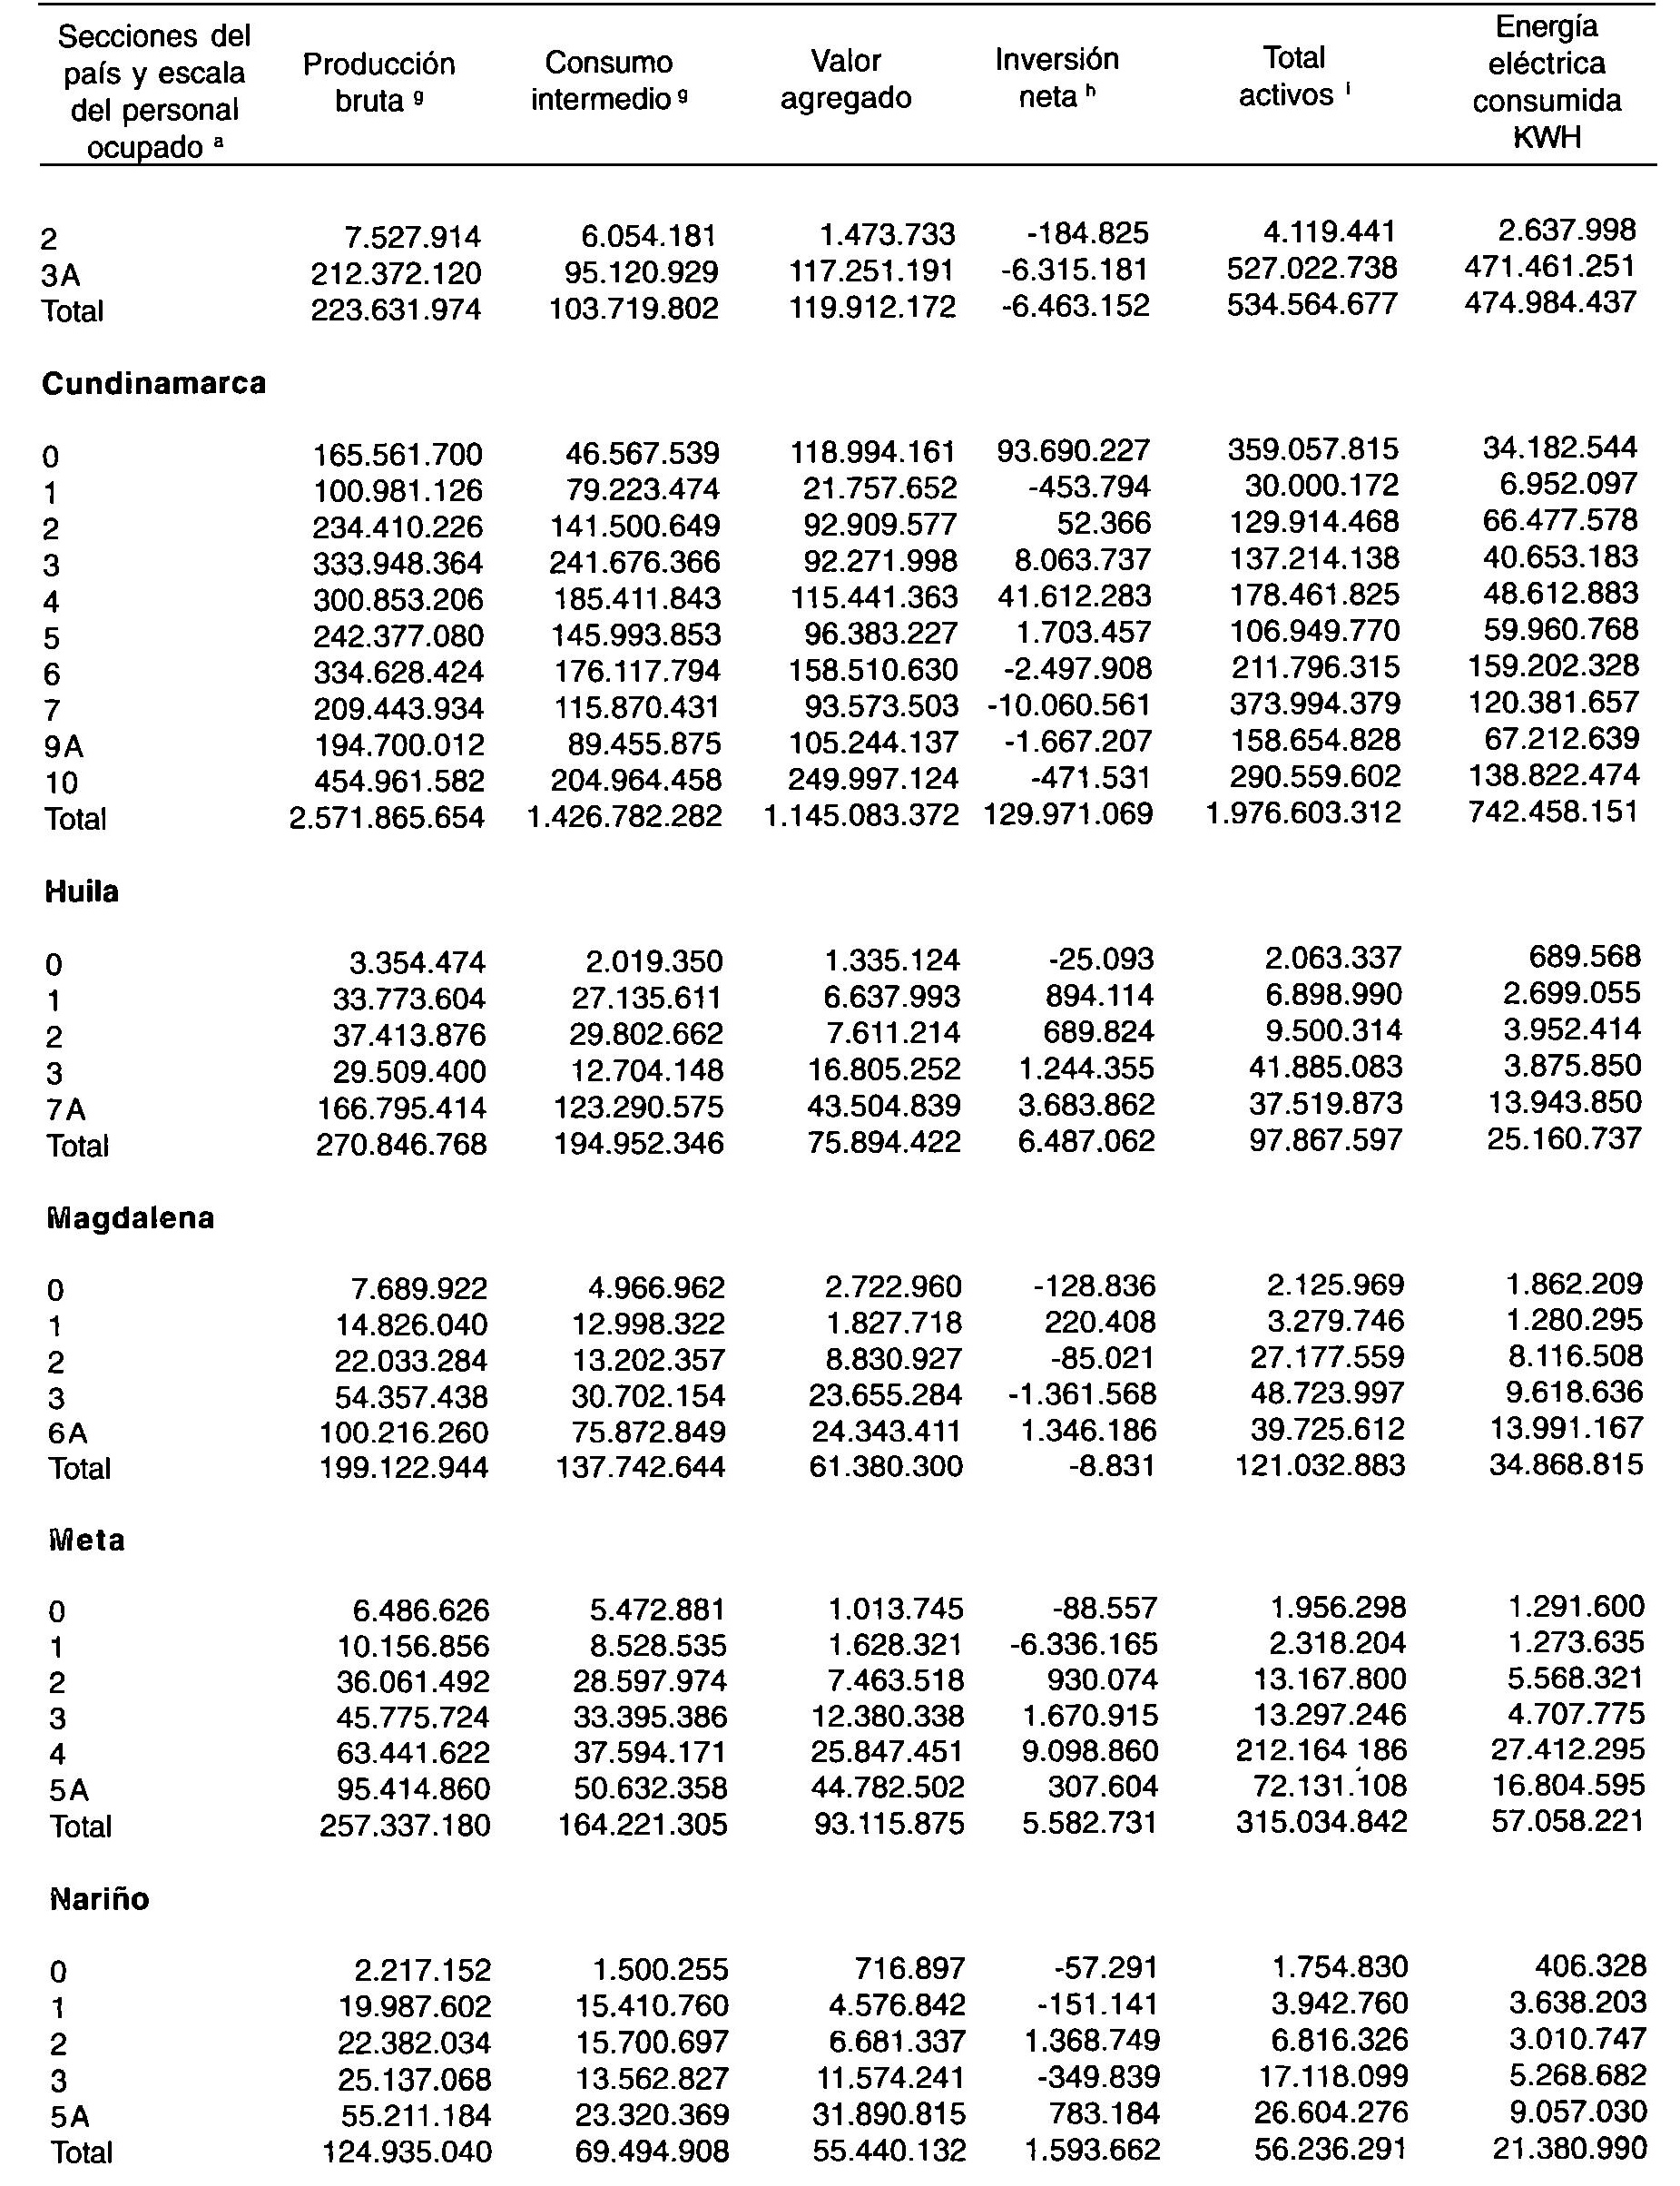 Secciones del país y escala del personal ocupado a Producción bruta g Consumo intermedio g Valor agregado Inversión neta h Total activos i Energía eléctrica consumida KWH
2 7.527.914 6.054.181 1.473.733 -184.825 4.119.441 2.637.998
3A 212.372.120 95.120.929 117.251.191 -6.315.181 527.022.738 471.461.251
Total 223.631.974 103.719.802 119.912.172 -6.463.152 534.564.677 474.984.437
Cundinamarca
0 165.561.700 46.567.539 118.994.161 93.690.227 359.057.815 34.182.544
1 100.981.126 79.223.474 21.757.652 -453.794 30.000.172 6.952.097
2 234.410.226 141.500.649 92.909.577 52.366 129.914.468 66.477.578
3 333.948.364 241.676.366 92.271.998 8.063.737 137.214.138 40.653.183
4 300.853.206 185.411.843 115.441.363 41.612.283 178.461.825 48.612.883
5 242.377.080 145.993.853 96.383.227 1.703.457 106.949.770 59.960.768
6 334.628.424 176.117.794 158.510.630 -2.497.908 211.796.315 159.202.328
7 209.443.934 115.870.431 93.573.503 -10.060.561 373.994.379 120.381.657
9A 194.700.012 89.455.875 105.244.137 -1.667.207 158.654.828 67.212.639
10 454.961.582 204.964.458 249.997.124 -471.531 290.559.602 138.822.474
Total 2.571.865.654 1.426.782.282 1.145.083.372 129.971.069 1.976.603.312 742.458.151
Huila
0 3.354.474 2.019.350 1.335.124 -25.093 2.063.337 689.568
1 33.773.604 27.135.611 6.637.993 894.114 6.898.990 2.699.055
2 37.413.876 29.802.662 7.611.214 689.824 9.500.314 3.952.414
3 29.509.400 12.704.148 16.805.252 1.244.355 41.885.083 3.875.850
7A 166.795.414 123.290.575 43.504.839 3.683.862 37.519.873 13.943.850
Total 270.846.768 194.952.346 75.894.422 6.487.062 97.867.597 25.160.737
Magdalena
0 7.689.922 4.966.962 2.722.960 -128.836 2.125.969 1.862.209
1 14.826.040 12.998.322 1.827.718 220.408 3.279.746 1.280.295
2 22.033.284 13.202.357 8.830.927 -85.021 27.177.559 8.116.508
3 54.357.438 30.702.154 23.655.284 -1.361.568 48.723.997 9.618.636
6A 100.216.260 75.872.849 24.343.411 1.346.186 39.725.612 13.991.167
Total 199.122.944 137.742.644 61.380.300 -8.831 121.032.883 34.868.815
Meta
0 6.486.626 5.472.881 1.013.745 -88.557 1.956.298 1.291.600
1 10.156.856 8.528.535 1.628.321 -6.336.165 2.318.204 1.273.635
2 36.061.492 28.597.974 7.463.518 930.074 13.167.800 5.568.321
3 45.775.724 33.395.386 12.380.338 1.670.915 13.297.246 4.707.775
4 63.441.622 37.594.171 25.847.451 9.098.860 212.164 186 27.412.295
5A 95.414.860 50.632.358 44.782.502 307.604 72.131.108 16.804.595
Total 257.337.180 164.221.305 93.115.875 5.582.731 315.034.842 57.058.221
Nariño
0 2.217.152 1.500.255 716.897 -57.291 1.754.830 406.328
1 19.987.602 15.410.760 4.576.842 -151.141 3.942.760 3.638.203
2 22.382.034 15.700.697 6.681.337 1.368.749 6.816.326 3.010.747
3 25.137.068 13.562.827 11.574.241 -349.839 17.118.099 5.268.682
5A 55.211.184 23.320.369 31.890.815 783.184 26.604.276 9.057.030
Total 124.935.040 69.494.908 55.440.132 1.593.662 56.236.291 21.380.990